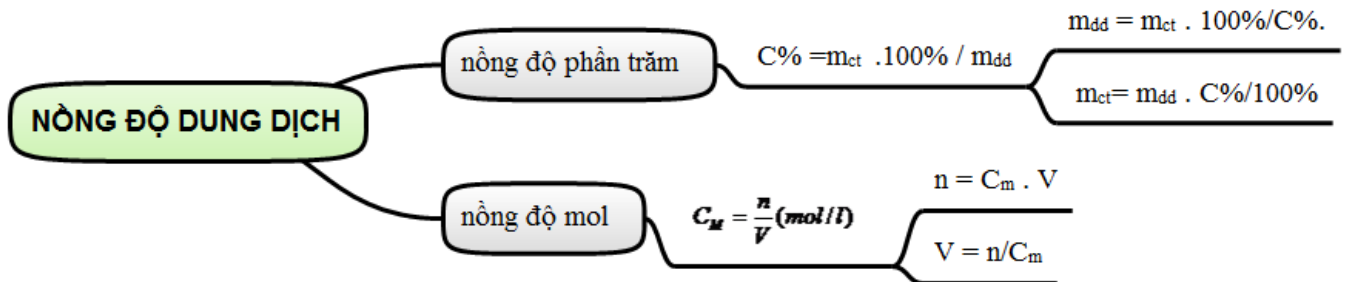 NỒNG ĐỘ DUNG DỊCH
nồng độ phần trăm
C% =mct .100% / mdd
mdd = mct . 100%/C%.
mct= mdd . C%/100%
nồng độ mol
C_M = n/V (mol/l)
n = Cm . V
V = n/Cm